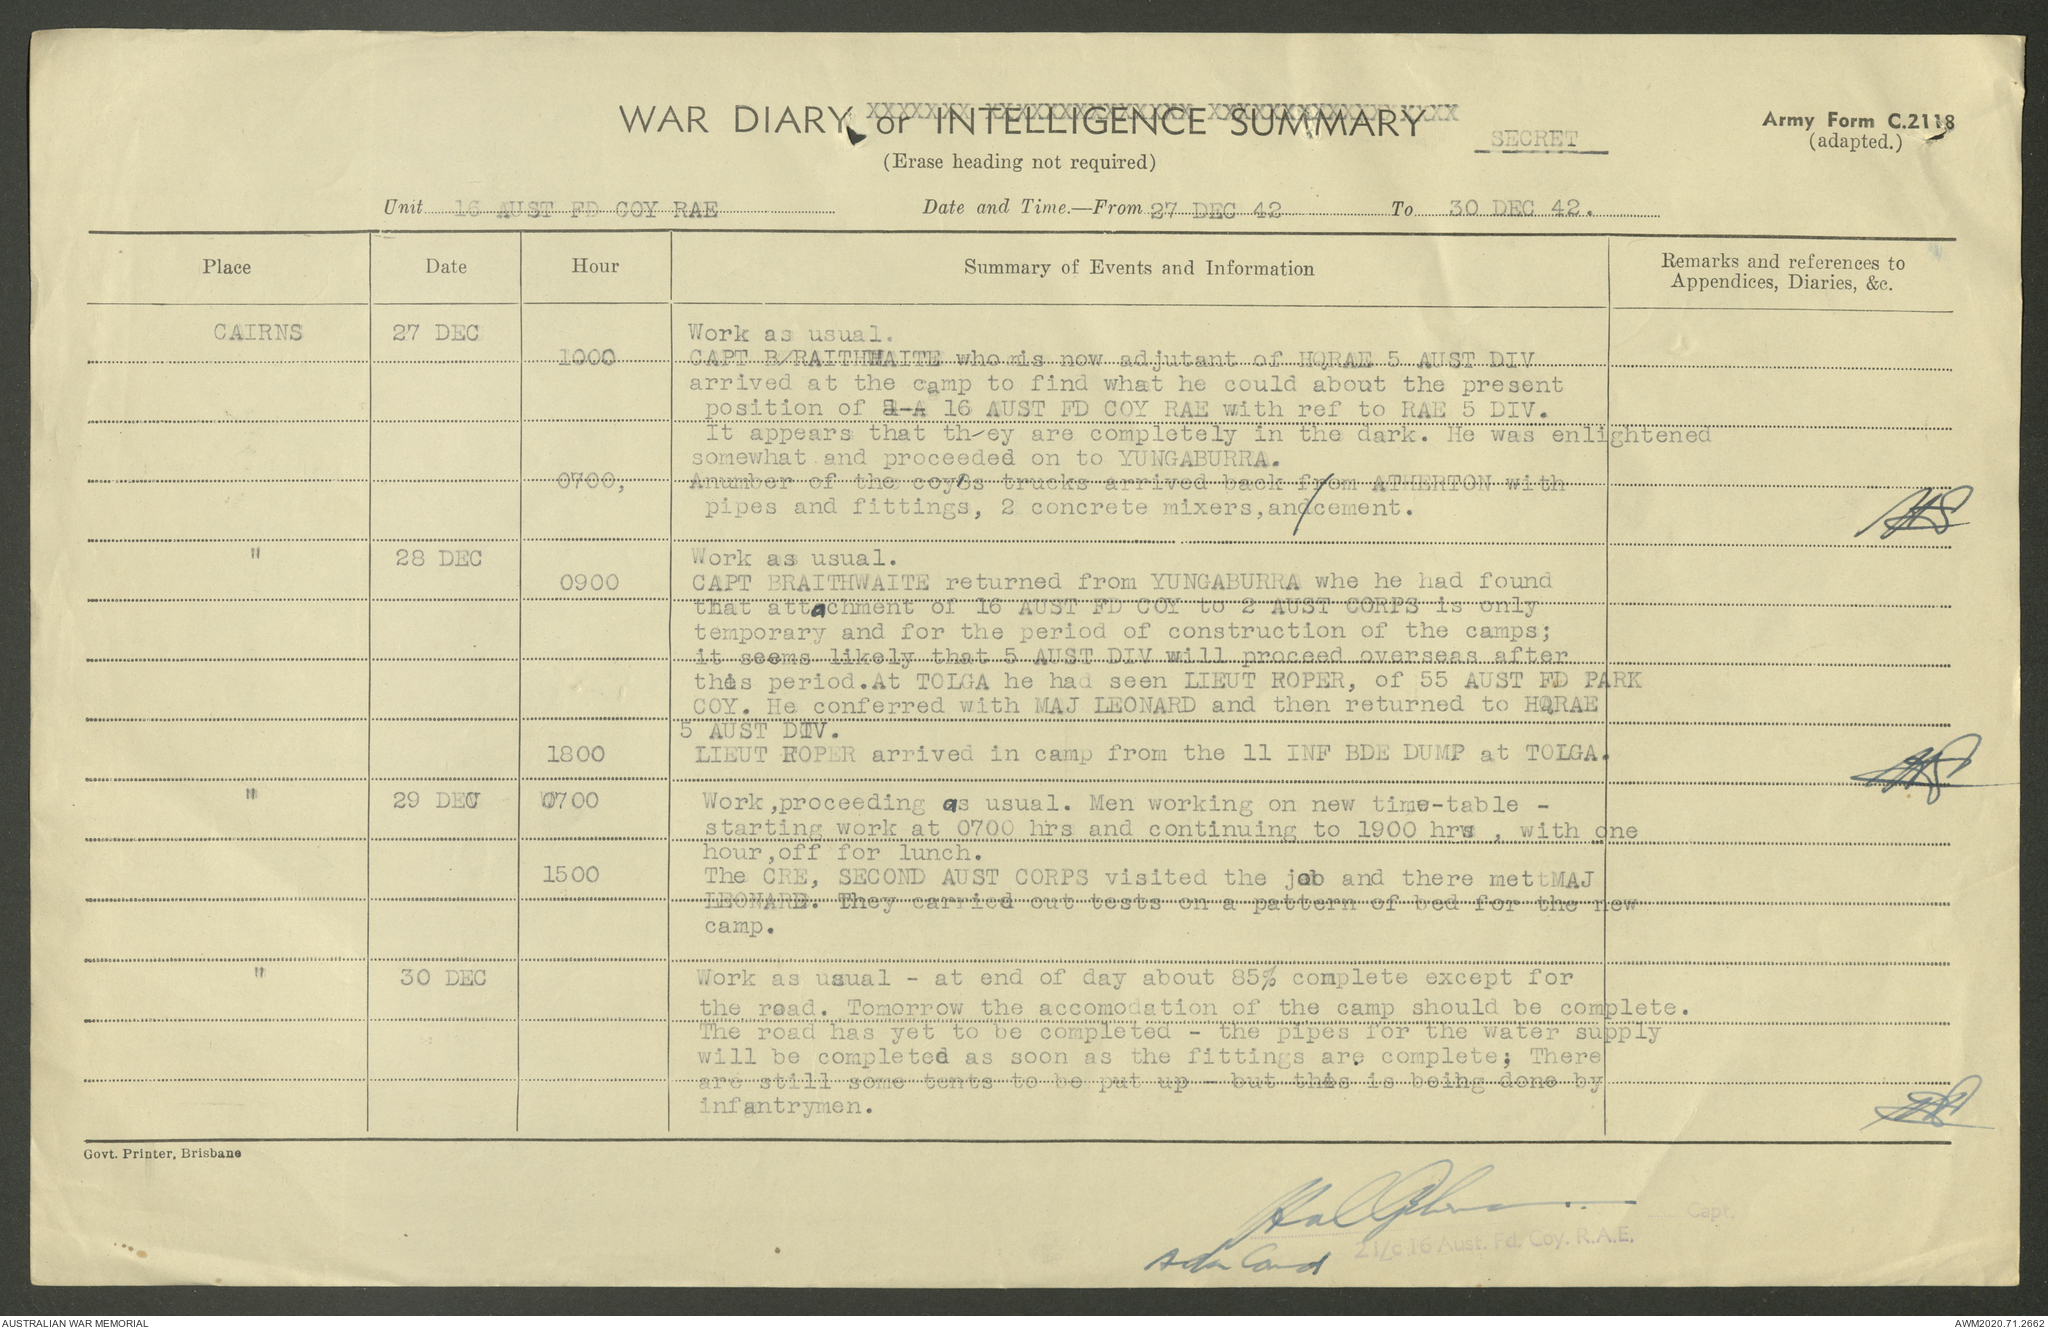 WAR DIARY or INTELLIGENCE SUMMARY
Army Form C.2118
(adapted.)
SECRET
(Erase heading not required)
Unit 16 AUST FD COY RAE Date and Time.—From 27 DEC 42 To 30 DEC 42.
Place Date Hour Summary of Events and Information Remarks and references to
Appendices, Diaries, &c.
CAIRNS 27 DEC Work as usual.
1000 CAPT B/RAITHWAITE who is now adjutant of HQRAE 5 AUST DIV
arrived at the camp to find what he could about the present
position of 16 AUST FD COY RAE with ref to RAE 5 DIV.
It appears that they are completely in the dark. He was enlightened
somewhat and proceeded on to YUNGABURRA.
0700, Anumber of the coy's trucks arrived back from ATHERTON with
pipes and fittings, 2 concrete mixers,and/cement.
" 28 DEC Work as usual.
0900 CAPT BRAITHWAITE returned from YUNGABURRA whe he had found
that attachment of 16 AUST FD COY to 2 AUST CORPS is only
temporary and for the period of construction of the camps;
it seems likely that 5 AUST DIV will proceed overseas after
this period.At TOLGA he had seen LIEUT ROPER, of 55 AUST FD PARK
COY. He conferred with MAJ LEONARD and then returned to HQRAE
5 AUST DIV.
1800 LIEUT ROPER arrived in camp from the 11 INF BDE DUMP at TOLGA.
" 29 DEC 0700 Work,proceeding as usual. Men working on new time-table -
starting work at 0700 hrs and continuing to 1900 hrs , with one
hour,off for lunch.
1500 The CRE, SECOND AUST CORPS visited the job and there mettMAJ
LEONARD. They carried out tests on a pattern of bed for the new
camp.
" 30 DEC Work as usual - at end of day about 85% complete except for
the road. Tomorrow the accomodation of the camp should be complete.
The road has yet to be completed - the pipes for the water supply
will be completed as soon as the fittings are complete; There
are still some tents to be put up - but this is being done by
infantrymen.
Govt. Printer, Brisbane
Capt.
2 i/c 16 Aust. Fd. Coy. R.A.E.
AUSTRALIAN WAR MEMORIAL
AWM2020.71.2662